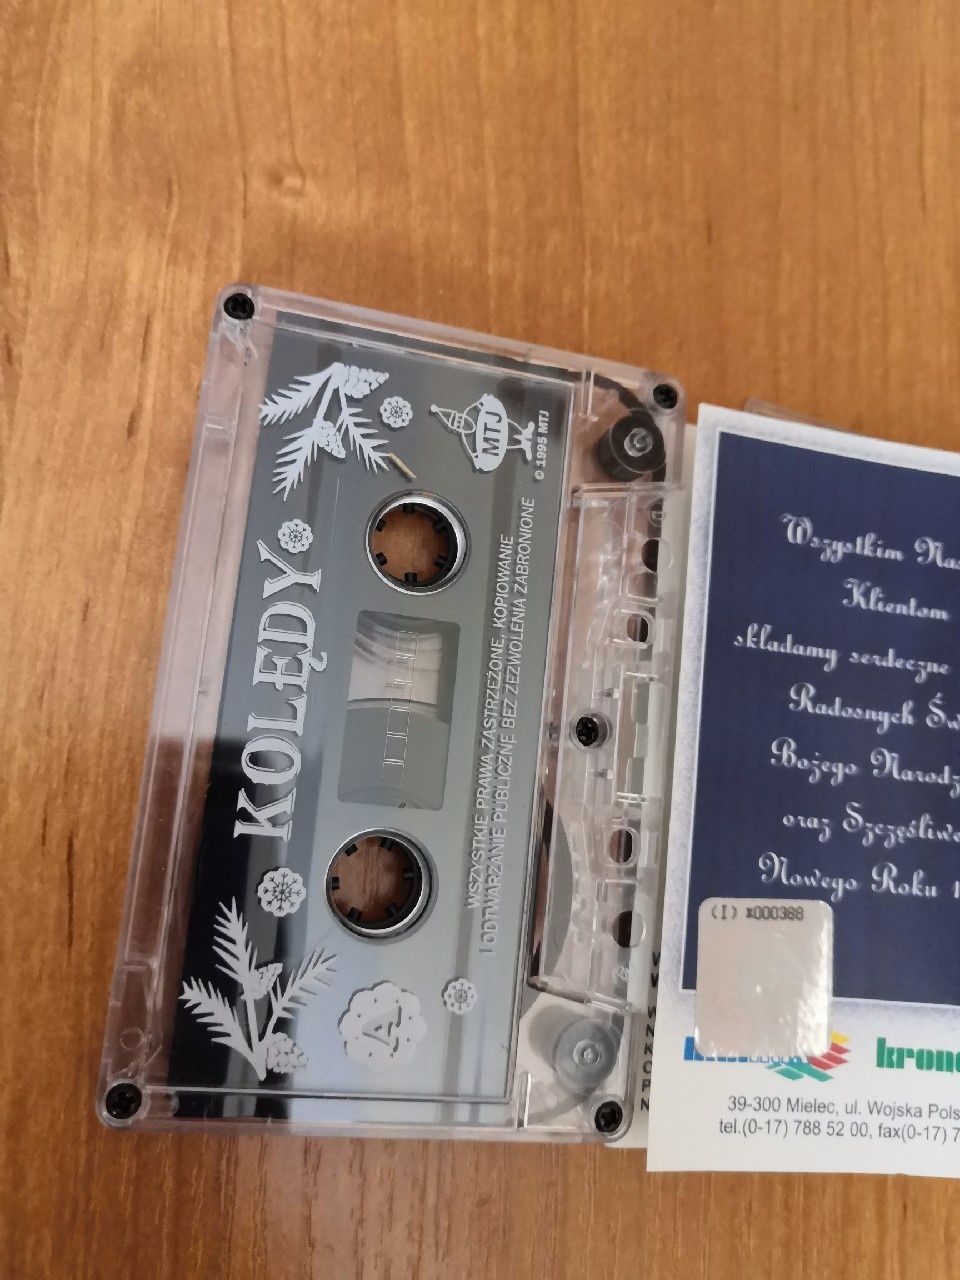 KOLĘDY
A
MTJ
© 1995 MTJ
WSZYSTKIE PRAWA ZASTRZEŻONE, KOPIOWANIE
I ODTWARZANIE PUBLICZNE BEZ ZEZWOLENIA ZABRONIONE
Wszystkim
Klientom
składamy serdeczne
Radosnych
Bożego
oraz
Nowego Roku
(I) *000388
39-300 Mielec, ul. Wojska
tel.(0-17) 788 52 00, fax(0-17)